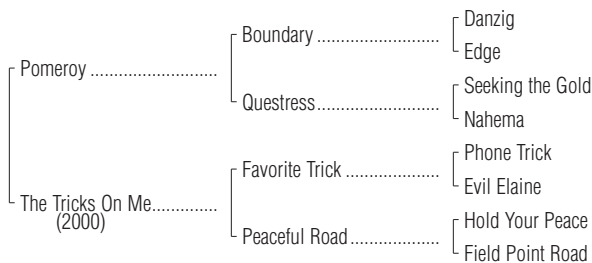 Danzig
Boundary ..........................
Edge
Pomeroy ...........................
Seeking the Gold
Questress..........................
Nahema
Phone Trick
Favorite Trick ....................
Evil Elaine
The Tricks On Me..............
(2000)
Hold Your Peace
Peaceful Road...................
Field Point Road